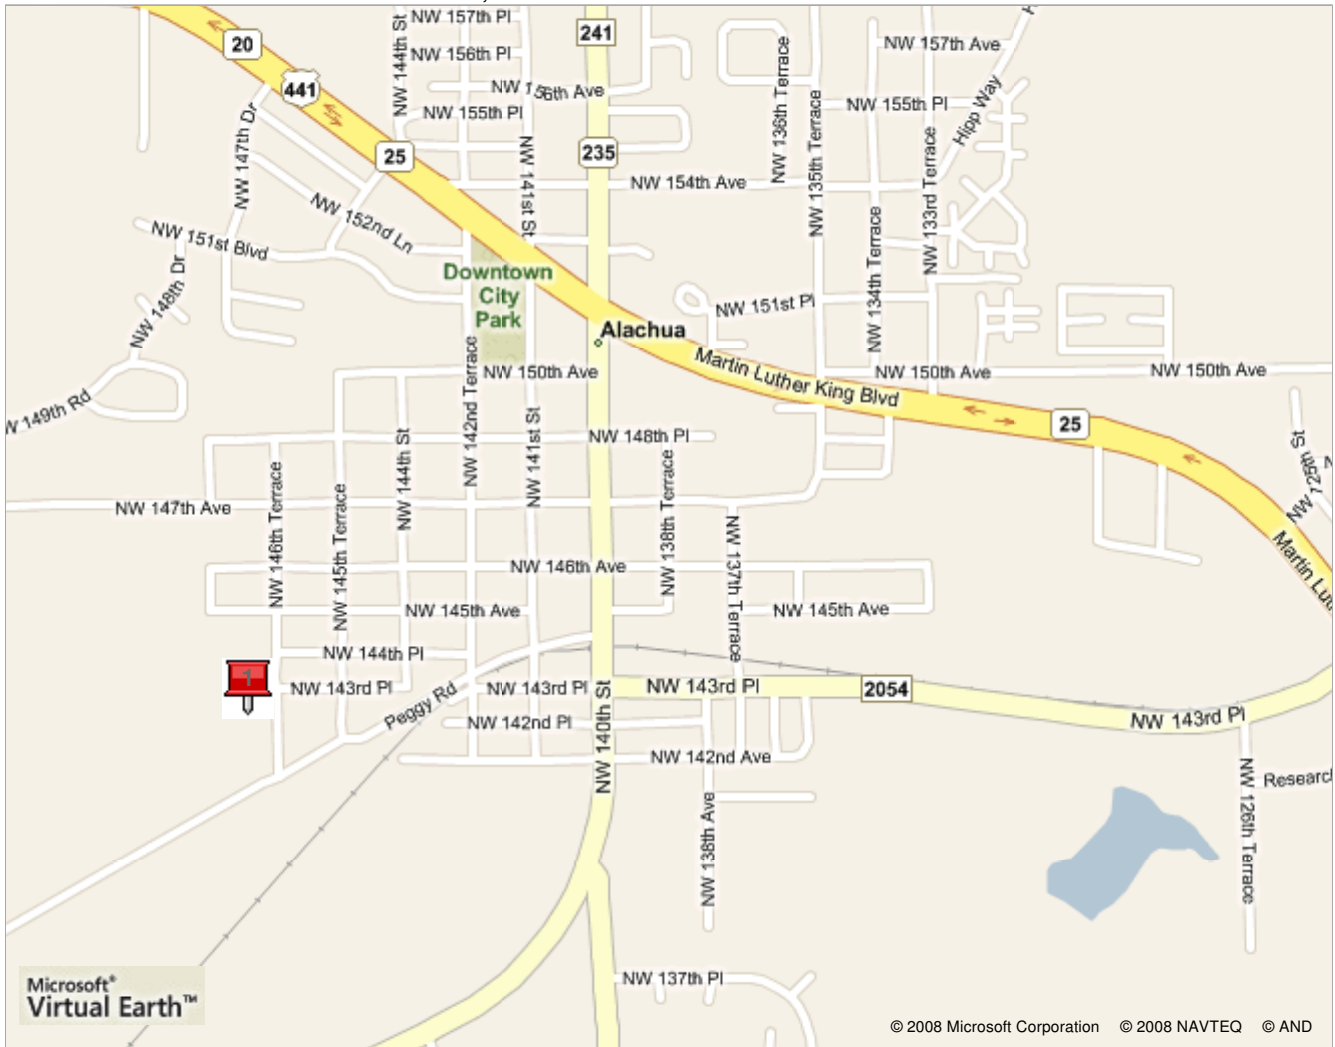 NW 157th Pl
241
20
NW 144th St
NW 157th Ave
NW 156th Pl
NW 136th Terrace
441
NW 156th Ave
NW 155th Pl
NW 155th Pl
Hipp Way
NW 147th Dr
NW 135th Terrace
25
235
NW 141st St
NW 133rd Terrace
NW 154th Ave
NW 152nd Ln
NW 151st Blvd
NW 134th Terrace
NW 148th Dr
Downtown
City
Park
NW 151st Pl
Alachua
NW 142nd Terrace
Martin Luther King Blvd
NW 150th Ave
NW 150th Ave
NW 150th Ave
W 149th Rd
25
NW 141st St
NW 144th St
NW 148th Pl
NW 125th St
NW 146th Terrace
NW 138th Terrace
NW 145th Terrace
NW 147th Ave
NW 137th Terrace
Martin Luth
NW 146th Ave
NW 145th Ave
NW 145th Ave
NW 144th Pl
1
NW 143rd Pl
NW 143rd Pl
NW 143rd Pl
2054
Peggy Rd
NW 142nd Pl
NW 143rd Pl
NW 140th St
NW 142nd Ave
Research
NW 126th Terrace
NW 138th Ave
NW 137th Pl
Microsoft®
Virtual Earth™
© 2008 Microsoft Corporation © 2008 NAVTEQ © AND